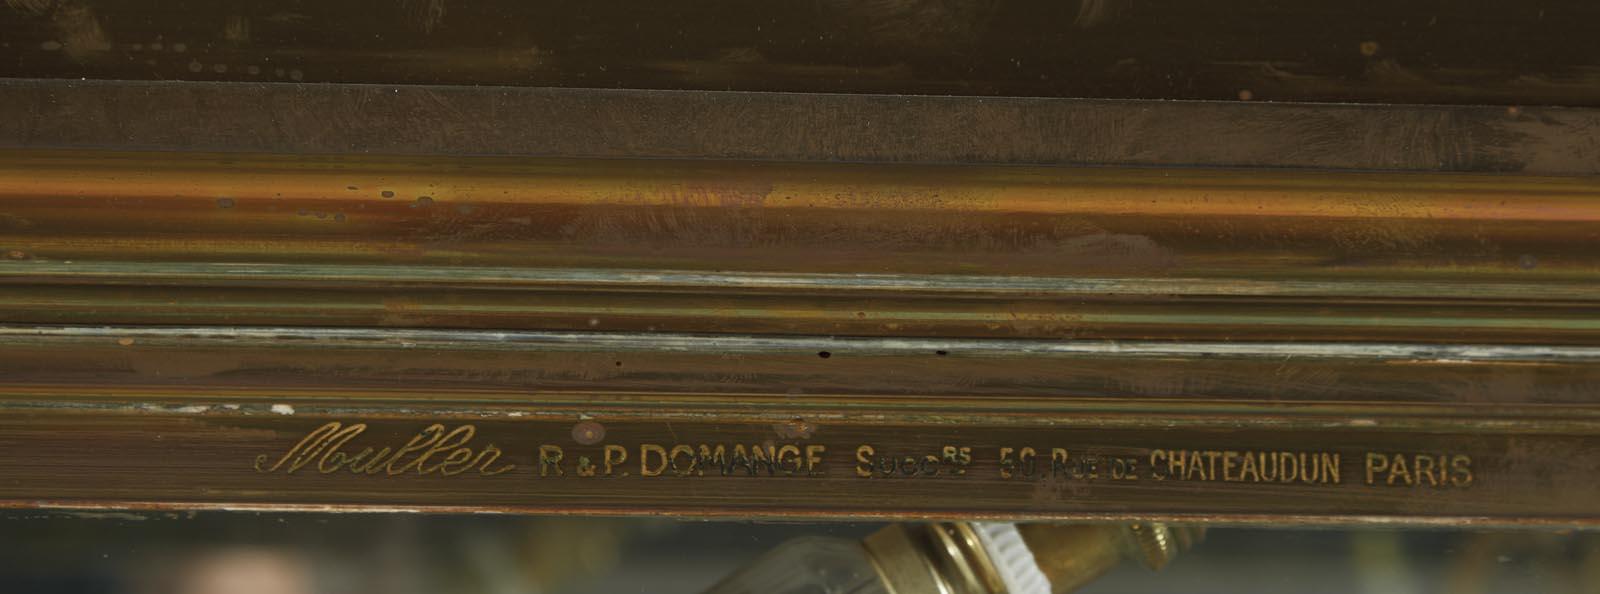 Muller R & P. DOMANGE SUCCRS 50 RUE DE CHATEAUDUN PARIS